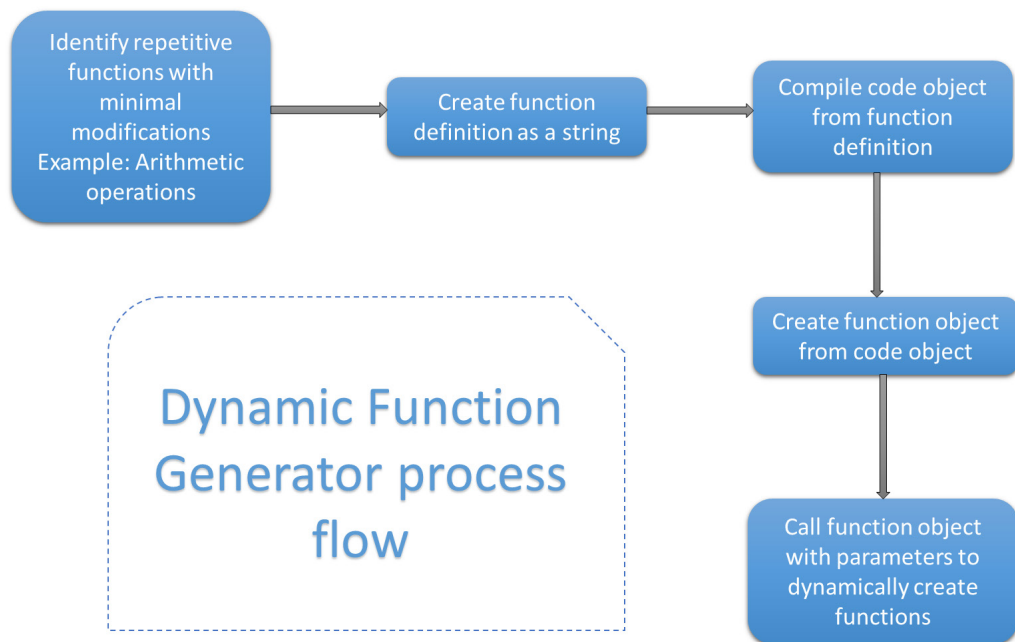 Identify repetitive
functions with
minimal
modifications
Example: Arithmetic
operations
Create function
definition as a string
Compile code object
from function
definition
Create function object
from code object
Call function object
with parameters to
dynamically create
functions
Dynamic Function
Generator process
flow